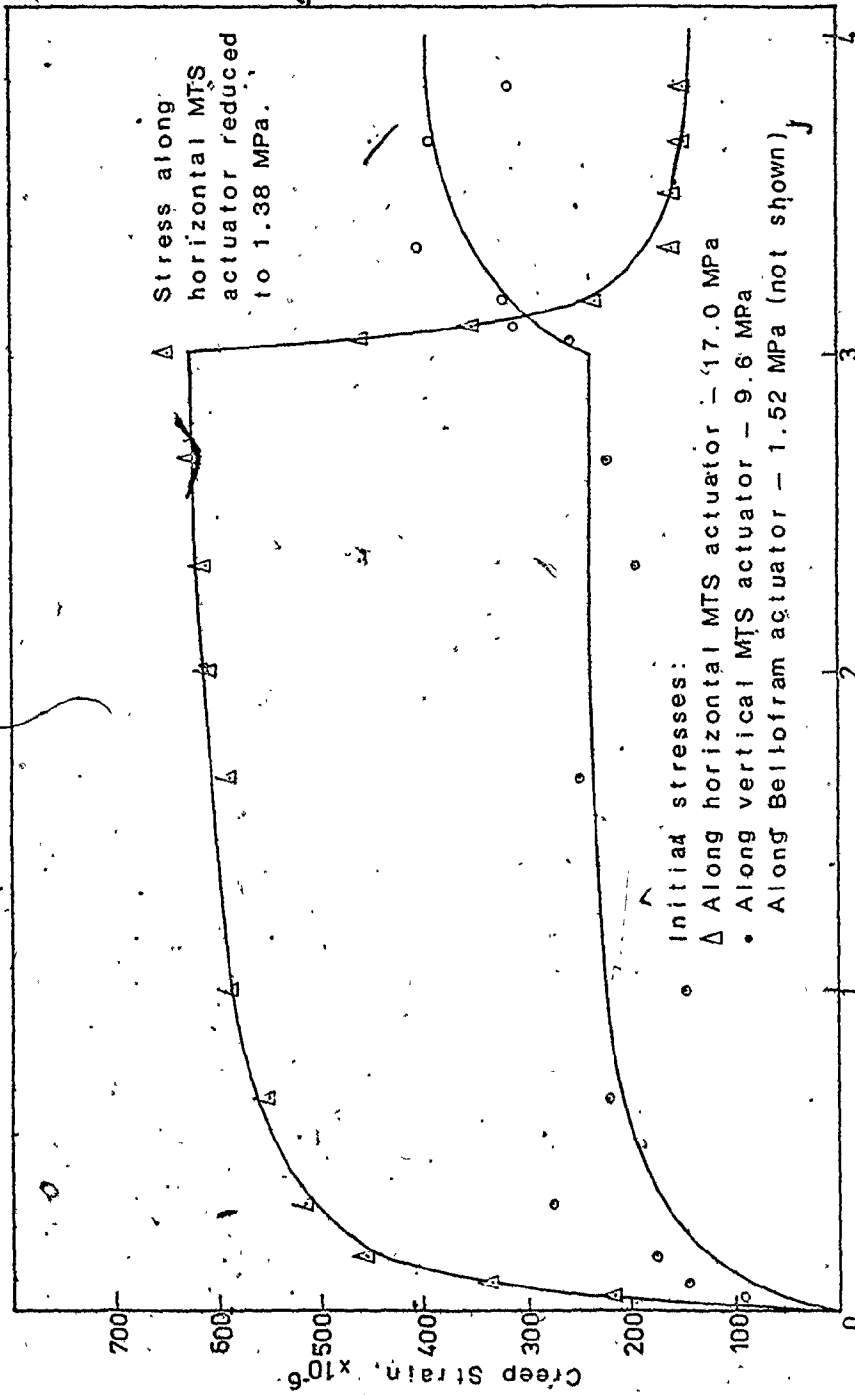 Creep Strain, x10-6
700
500
400
300
200
100
0
1
2
3
4
Stress along
horizontal MTS
actuator reduced
to 1.38 MPa.
Initial stresses:
△ Along horizontal MTS actuator – 17.0 MPa
• Along vertical MTS actuator – 9.6 MPa
Along Bellofram actuator – 1.52 MPa (not shown)